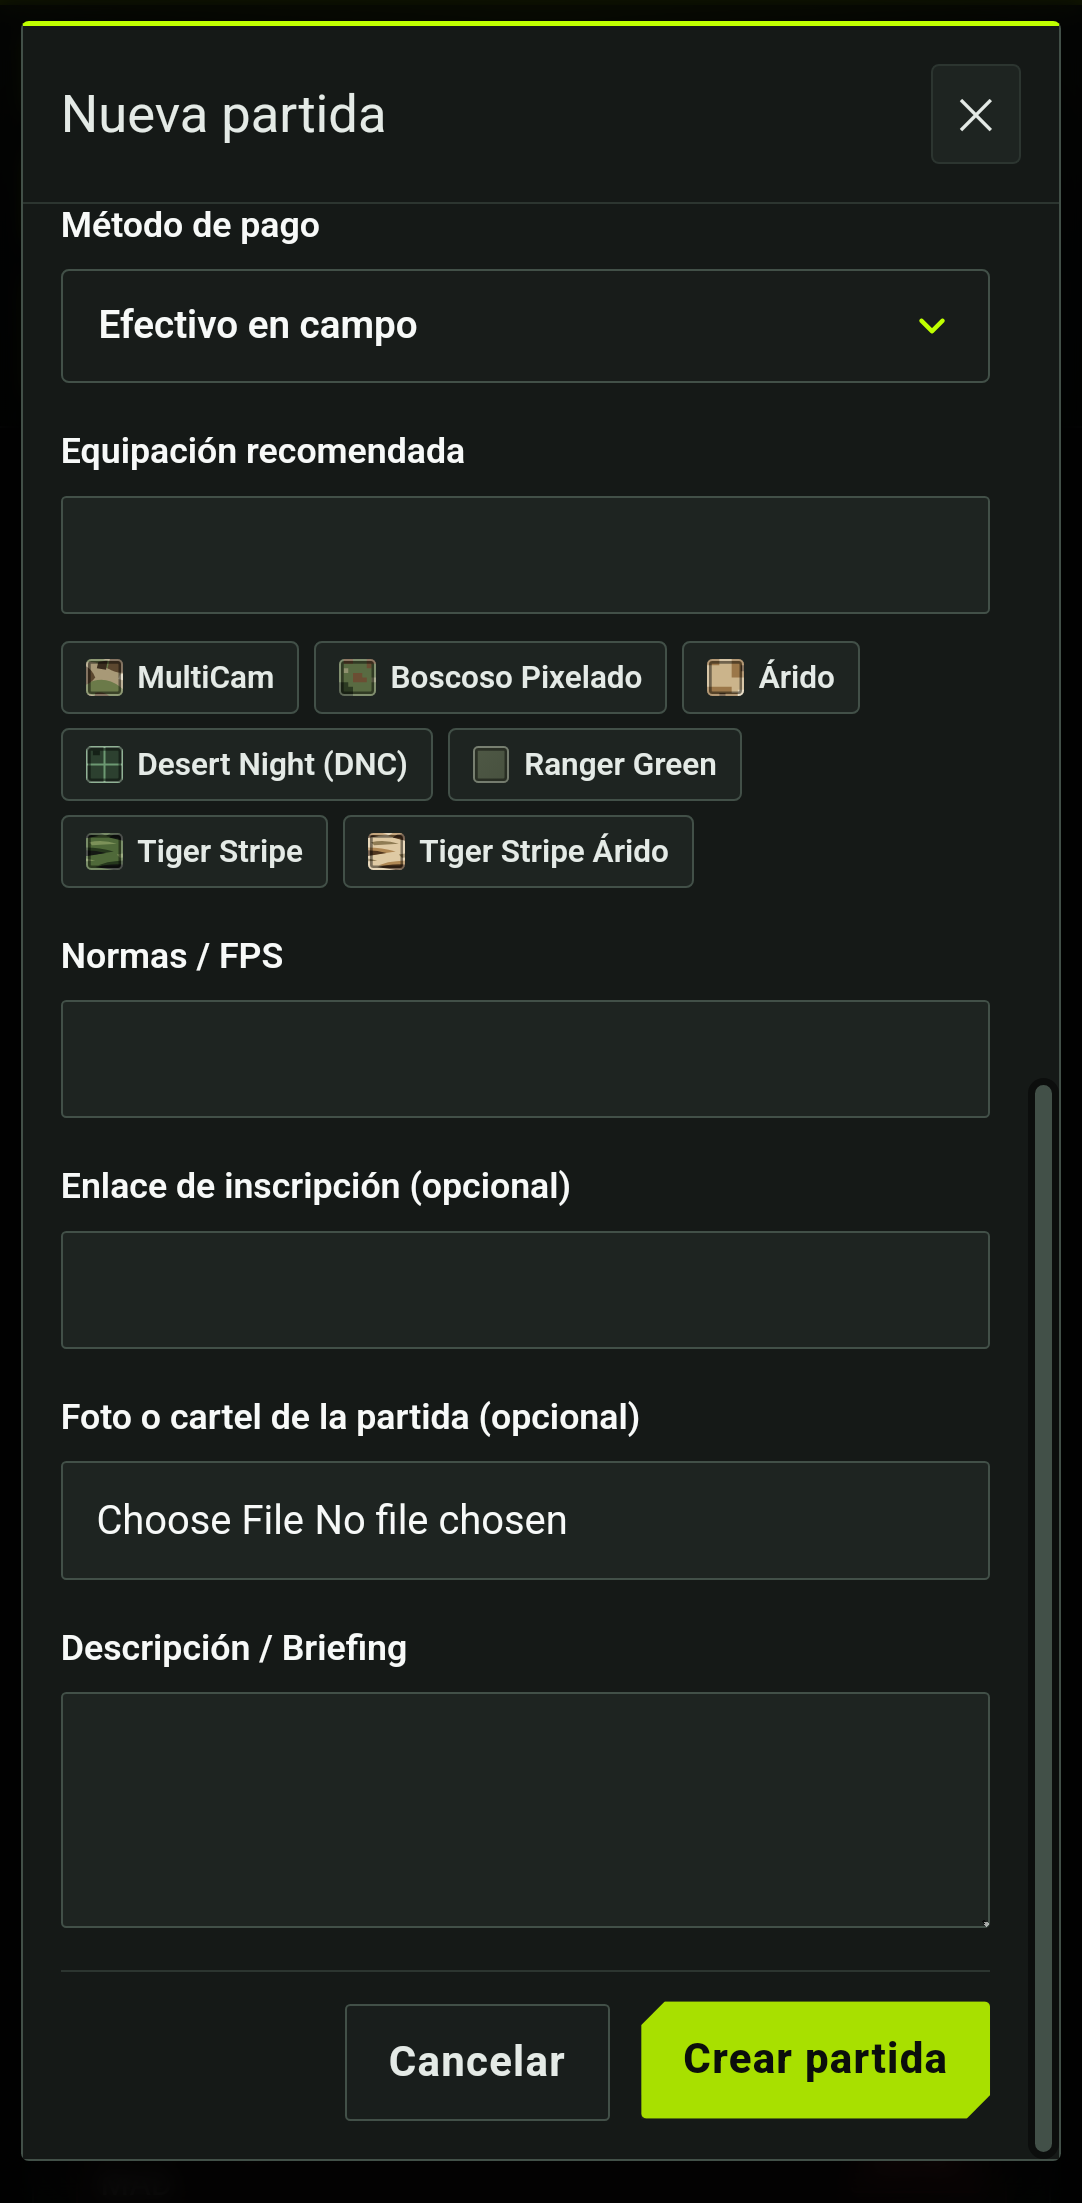 Nueva partida
Método de pago
Efectivo en campo
Equipación recomendada
MultiCam
Boscoso Pixelado
Árido
Desert Night (DNC)
Ranger Green
Tiger Stripe
Tiger Stripe Árido
Normas / FPS
Enlace de inscripción (opcional)
Foto o cartel de la partida (opcional)
Choose File No file chosen
Descripción / Briefing
Cancelar
Crear partida